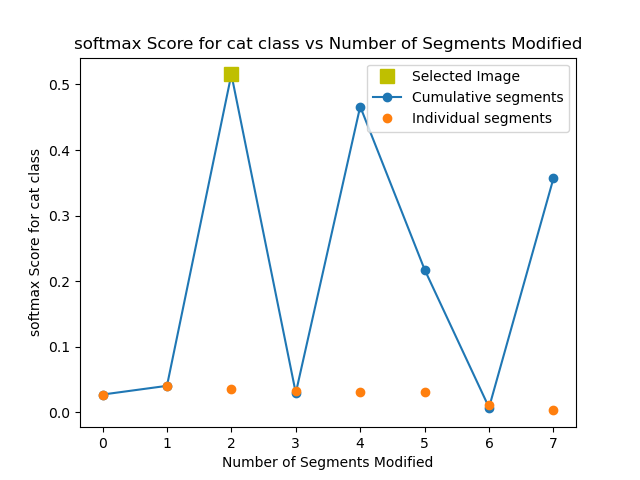 softmax Score for cat class vs Number of Segments Modified
Selected Image
Cumulative segments
Individual segments
softmax Score for cat class
0.5
0.4
0.3
0.2
0.1
0.0
0 1 2 3 4 5 6 7
Number of Segments Modified